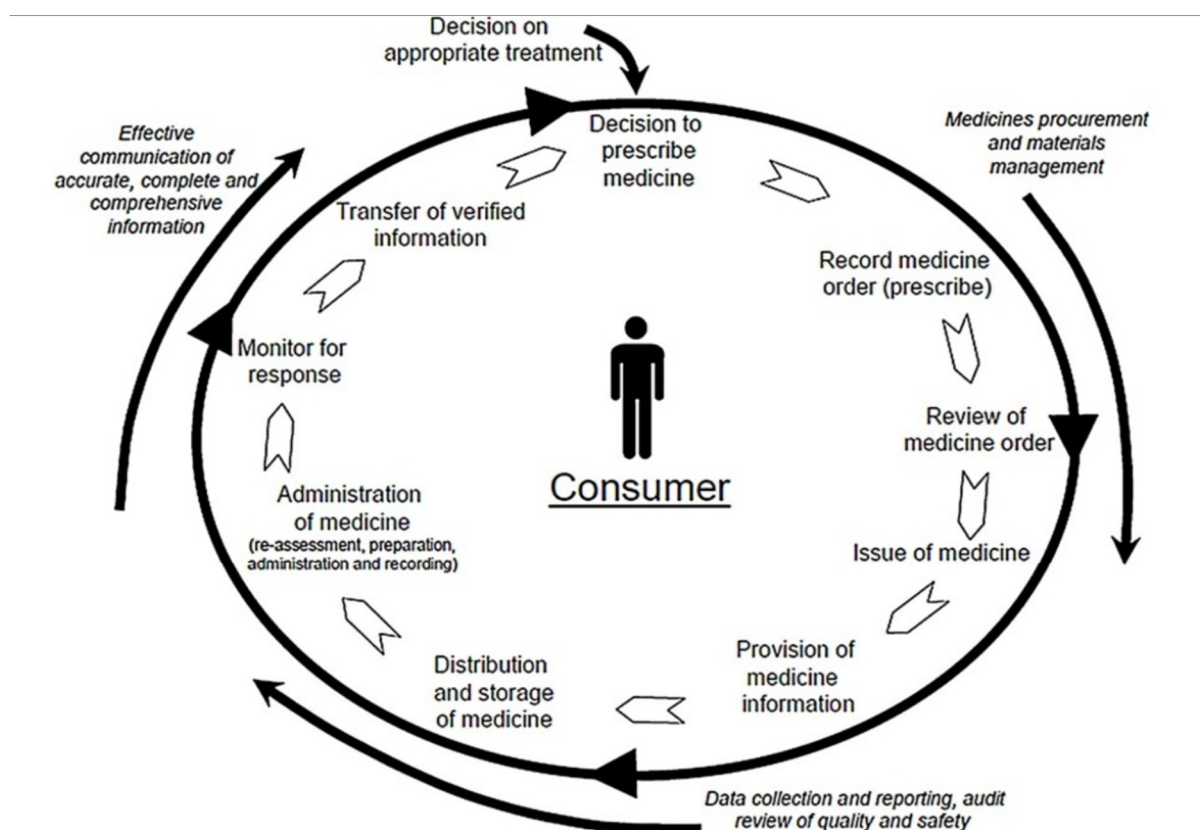 Decision on
appropriate treatment
Decision to
prescribe
medicine
Medicines procurement
and materials
management
Record medicine
order (prescribe)
Review of
medicine order
Issue of medicine
Provision of
medicine
information
Data collection and reporting, audit
review of quality and safety
Distribution
and storage
of medicine
Administration
of medicine
(re-assessment, preparation,
administration and recording)
Monitor for
response
Transfer of verified
information
Effective
communication of
accurate, complete and
comprehensive
information
Consumer